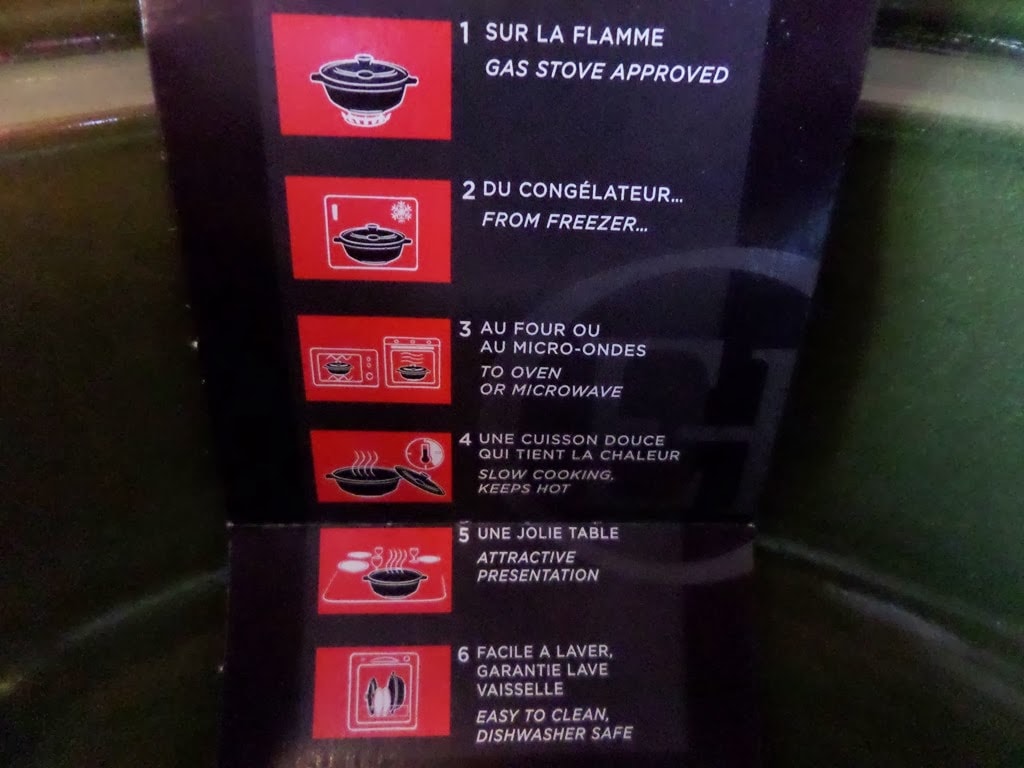 1 SUR LA FLAMME
GAS STOVE APPROVED
2 DU CONGÉLATEUR...
FROM FREEZER...
3 AU FOUR OU
AU MICRO-ONDES
TO OVEN
OR MICROWAVE
4 UNE CUISSON DOUCE
QUI TIENT LA CHALEUR
SLOW COOKING,
KEEPS HOT
5 UNE JOLIE TABLE
ATTRACTIVE
PRESENTATION
6 FACILE A LAVER,
GARANTIE LAVE
VAISSELLE
EASY TO CLEAN,
DISHWASHER SAFE